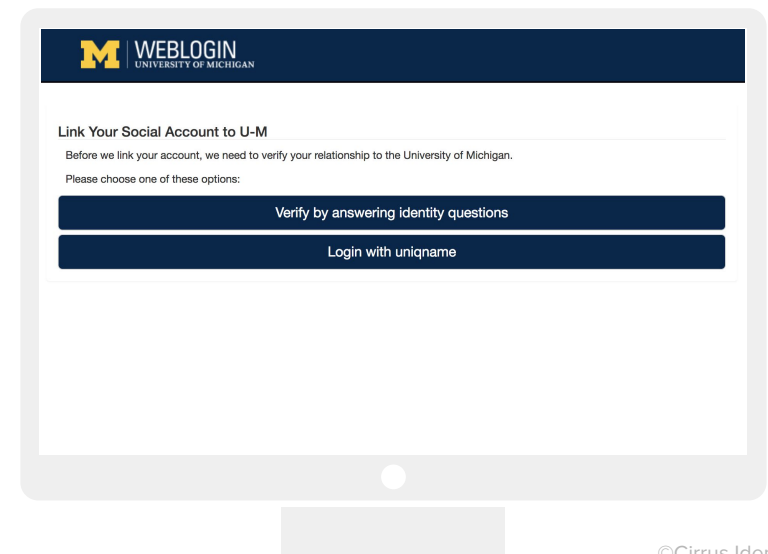 M WEBLOGIN
UNIVERSITY OF MICHIGAN
Link Your Social Account to U-M
Before we link your account, we need to verify your relationship to the University of Michigan.
Please choose one of these options:
Verify by answering identity questions
Login with uniqname
©Cirrus